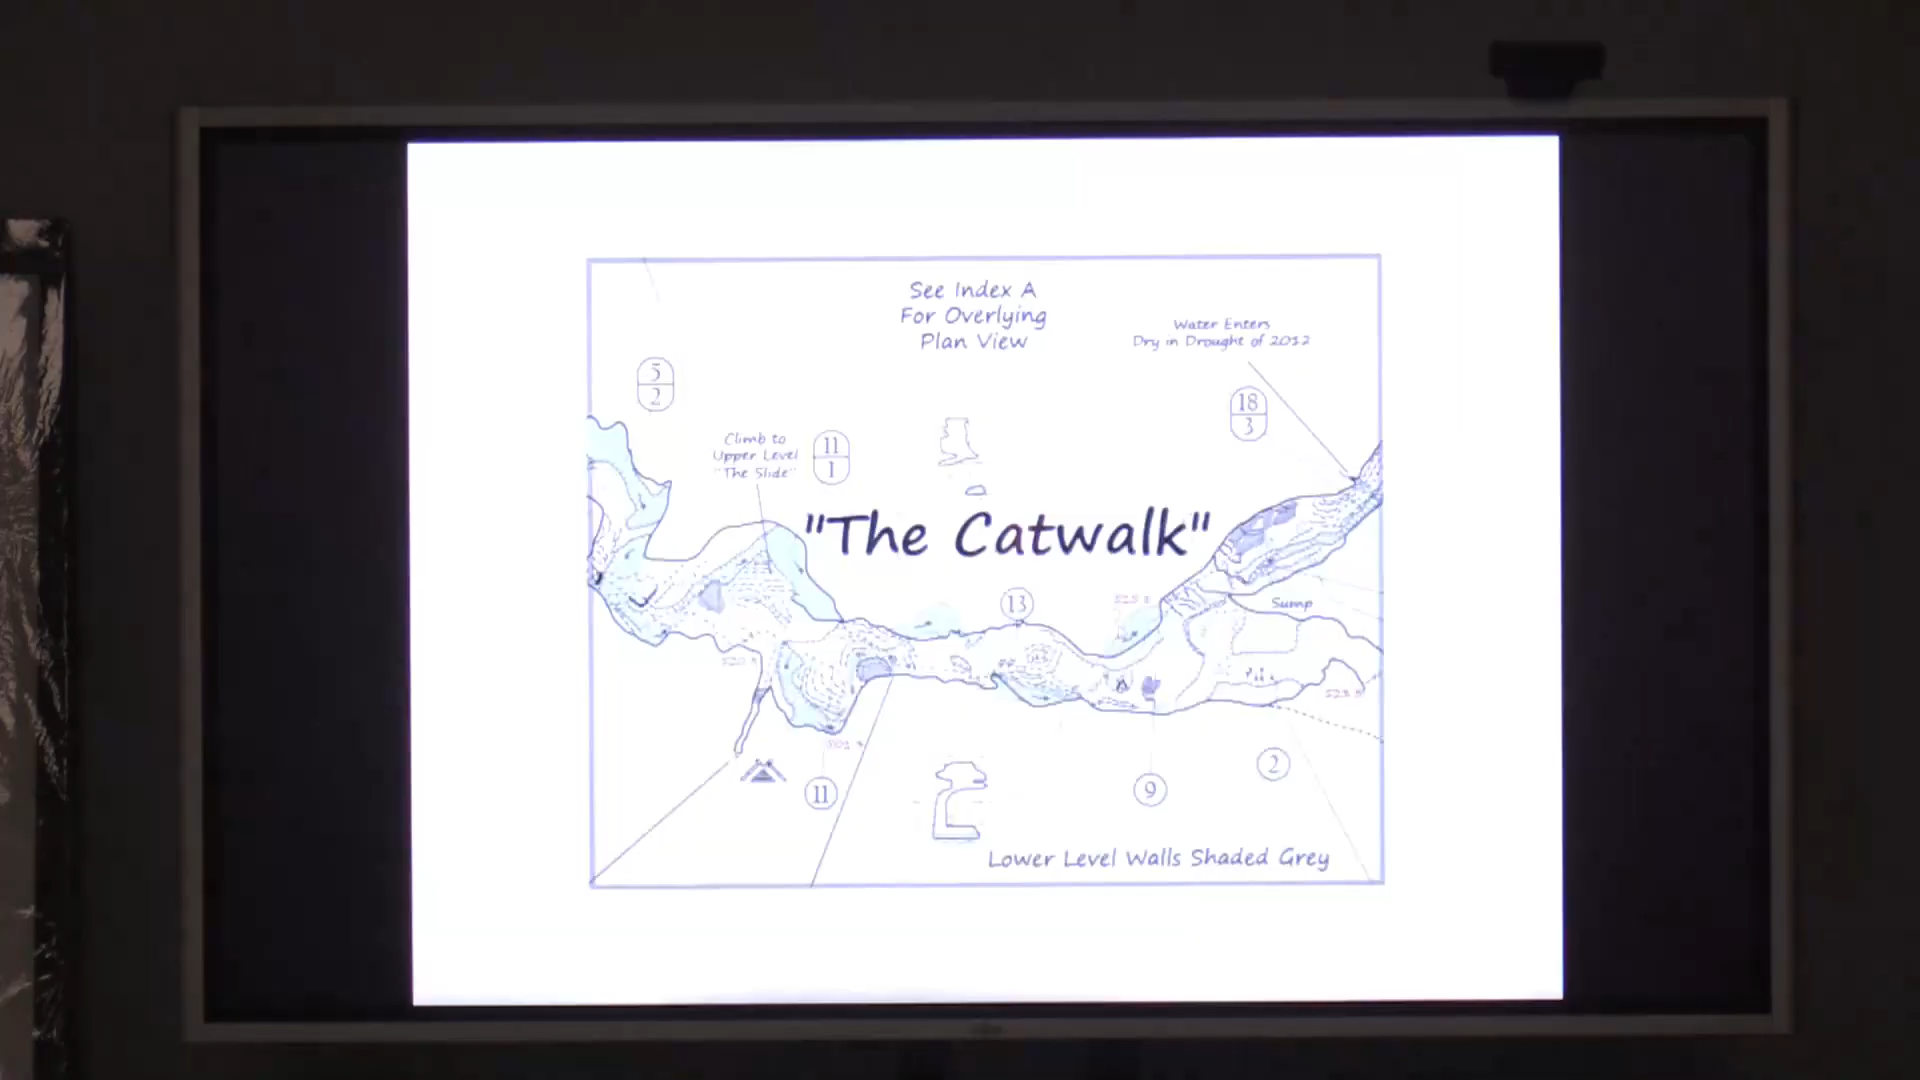 See Index A
For Overlying
Plan View
Water Enters
Dry in Drought of 2012
5
2
18
3
Climb to
Upper Level
"The Slide"
11
1
"The Catwalk"
13
Sump
11
9
2
Lower Level Walls Shaded Grey